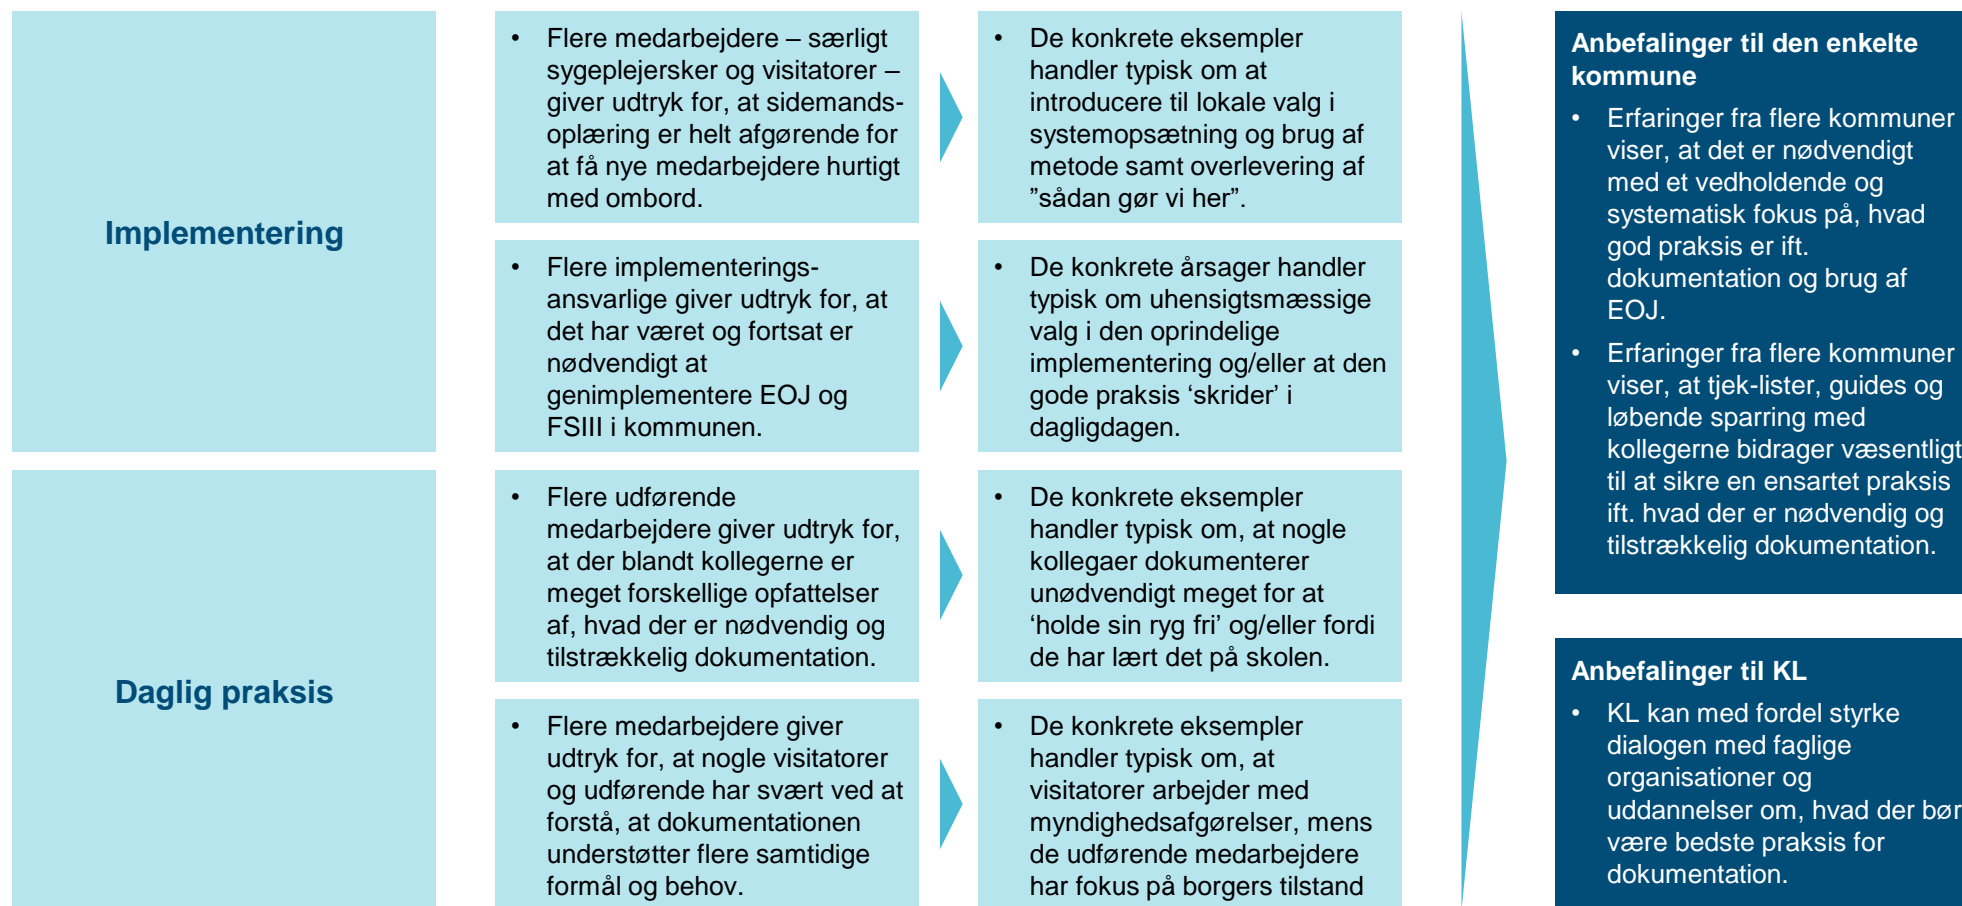 Implementering
• Flere medarbejdere – særligt
sygeplejersker og visitatorer –
giver udtryk for, at sidemands-
oplæring er helt afgørende for
at få nye medarbejdere hurtigt
med ombord.
• De konkrete eksempler
handler typisk om at
introducere til lokale valg i
systemopsætning og brug af
metode samt overlevering af
”sådan gør vi her”.
• Flere implementerings-
ansvarlige giver udtryk for, at
det har været og fortsat er
nødvendigt at
genimplementere EOJ og
FSIII i kommunen.
• De konkrete årsager handler
typisk om uhensigtsmæssige
valg i den oprindelige
implementering og/eller at den
gode praksis ‘skrider’ i
dagligdagen.
Daglig praksis
• Flere udførende
medarbejdere giver udtryk for,
at der blandt kollegerne er
meget forskellige opfattelser
af, hvad der er nødvendig og
tilstrækkelig dokumentation.
• De konkrete eksempler
handler typisk om, at nogle
kollegaer dokumenterer
unødvendigt meget for at
‘holde sin ryg fri’ og/eller fordi
de har lært det på skolen.
• Flere medarbejdere giver
udtryk for, at nogle visitatorer
og udførende har svært ved at
forstå, at dokumentationen
understøtter flere samtidige
formål og behov.
• De konkrete eksempler
handler typisk om, at
visitatorer arbejder med
myndighedsafgørelser, mens
de udførende medarbejdere
har fokus på borgers tilstand
Anbefalinger til den enkelte
kommune
• Erfaringer fra flere kommuner
viser, at det er nødvendigt
med et vedholdende og
systematisk fokus på, hvad
god praksis er ift.
dokumentation og brug af
EOJ.
• Erfaringer fra flere kommuner
viser, at tjek-lister, guides og
løbende sparring med
kollegerne bidrager væsentligt
til at sikre en ensartet praksis
ift. hvad der er nødvendig og
tilstrækkelig dokumentation.
Anbefalinger til KL
• KL kan med fordel styrke
dialogen med faglige
organisationer og
uddannelser om, hvad der bør
være bedste praksis for
dokumentation.